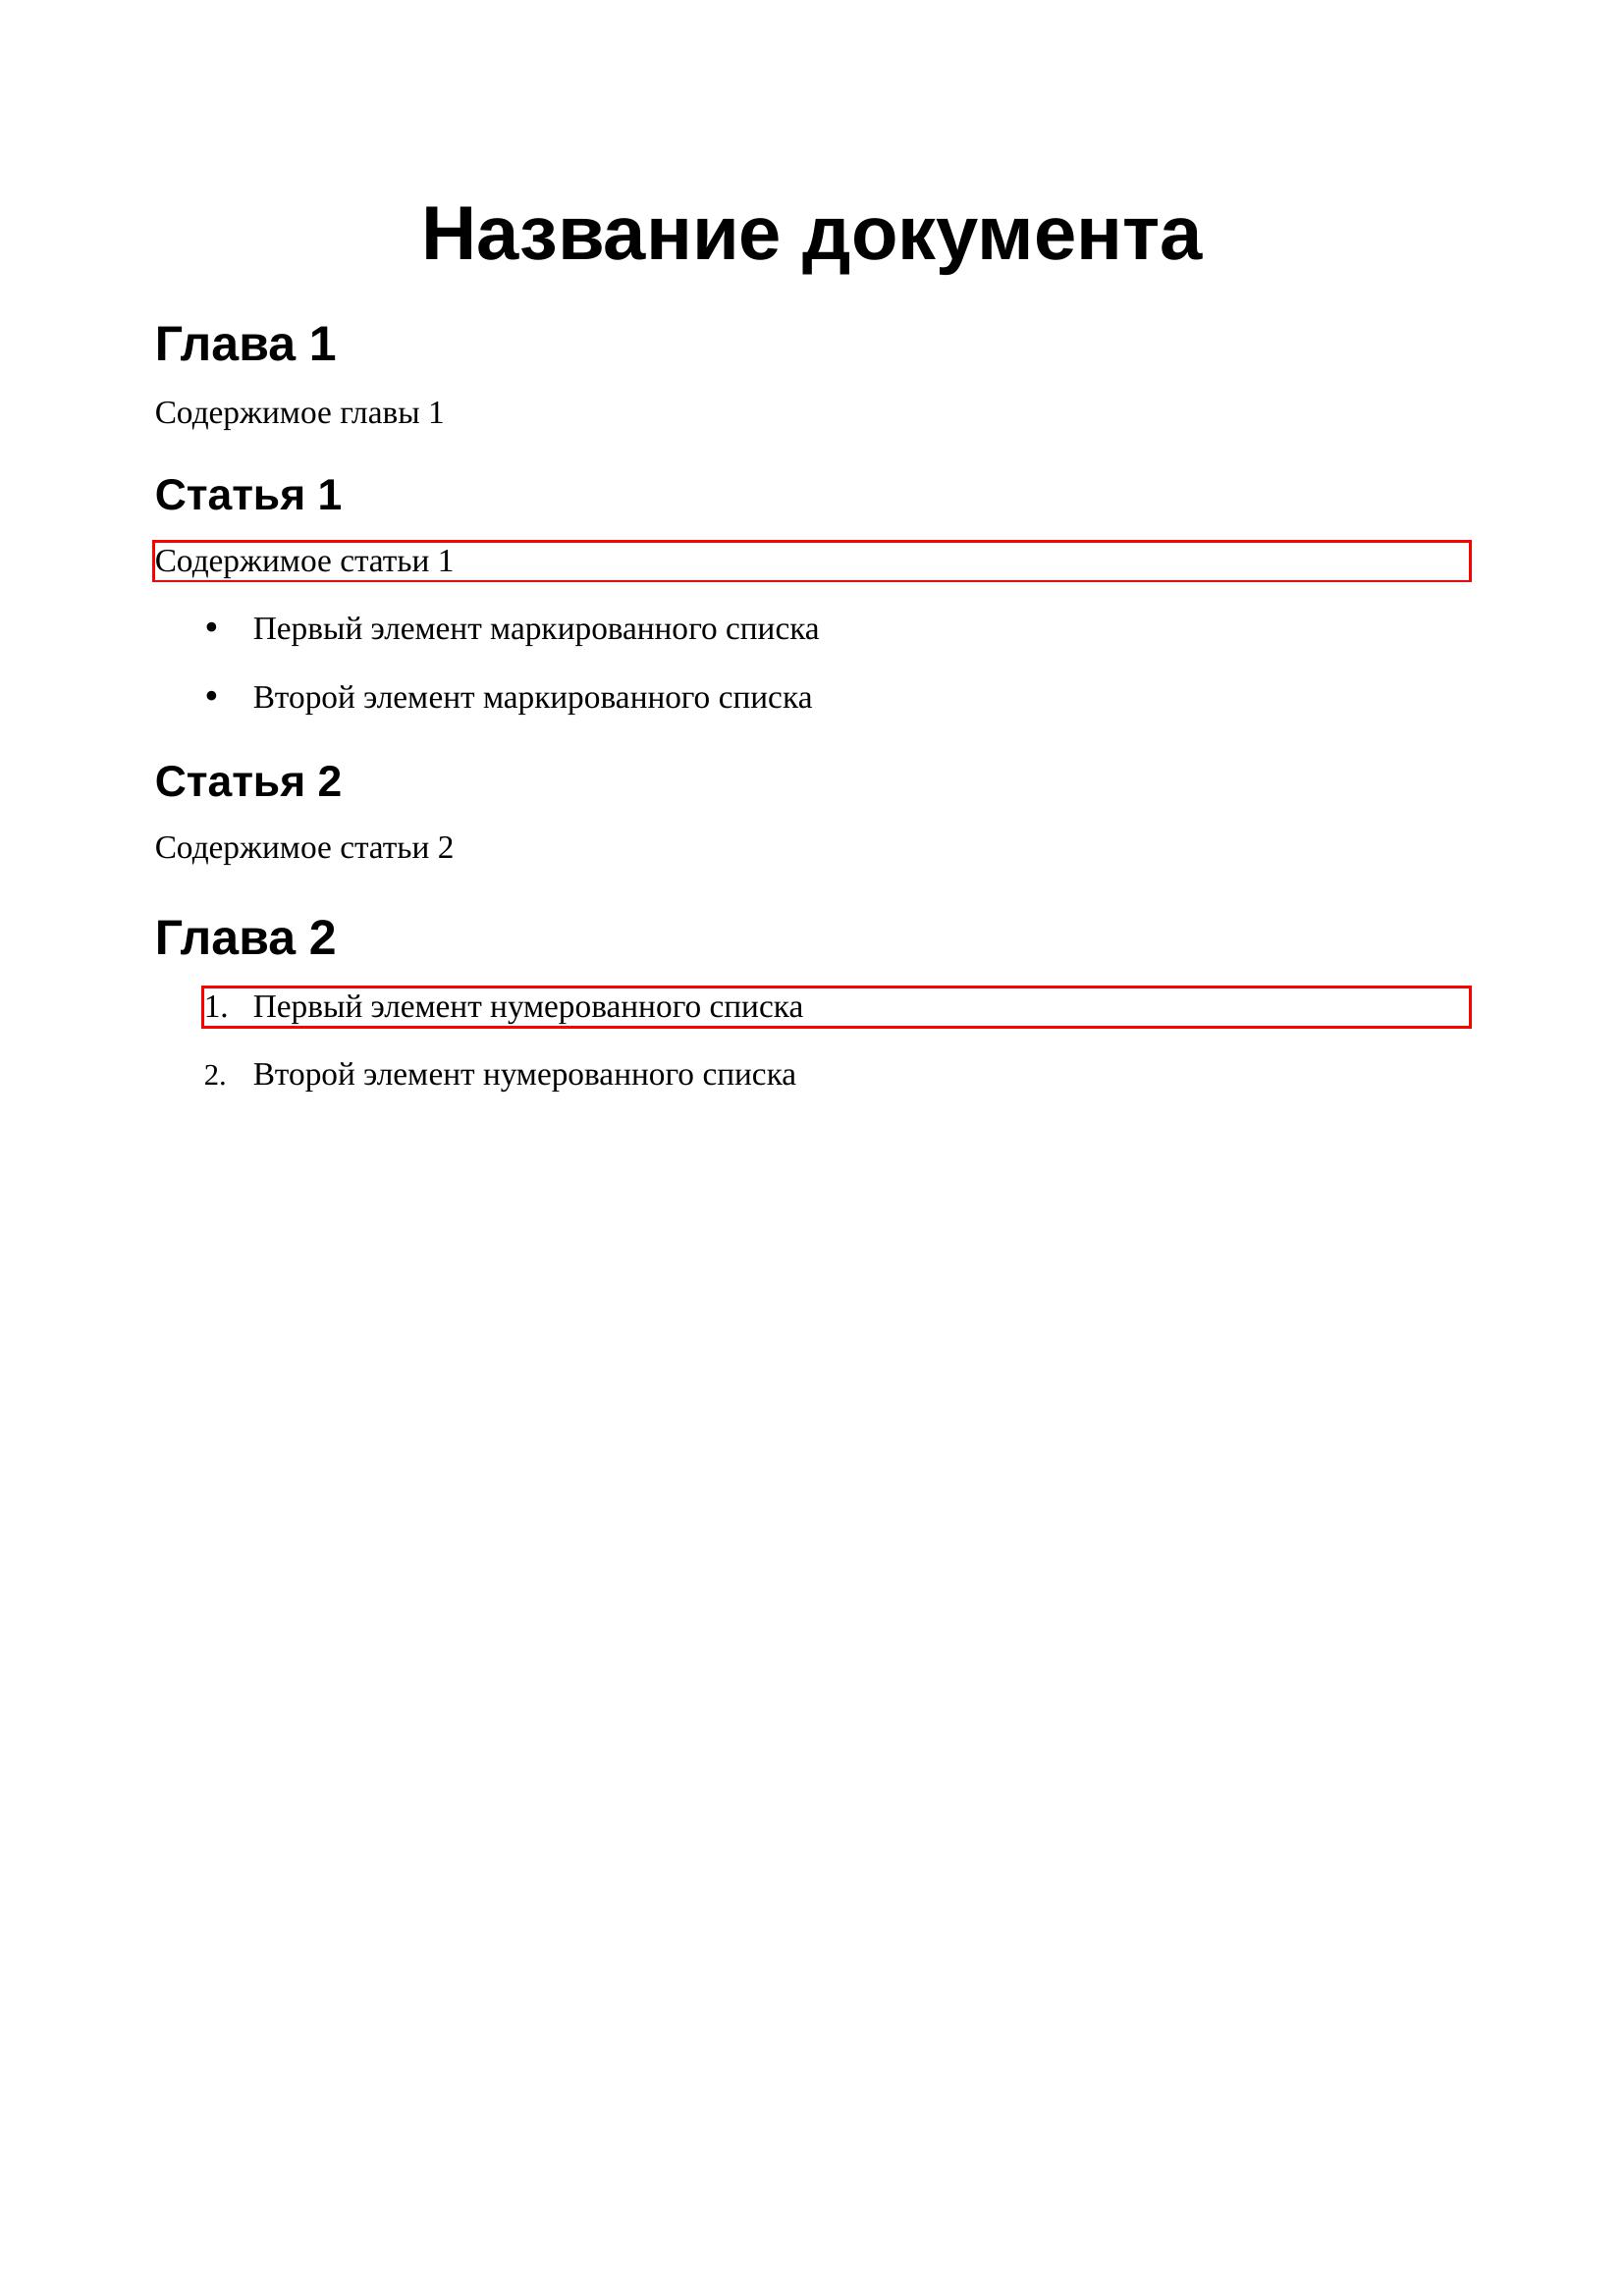 Название документа
Глава 1
Содержимое главы 1
Статья 1
Содержимое статьи 1
• Первый элемент маркированного списка
• Второй элемент маркированного списка
Статья 2
Содержимое статьи 2
Глава 2
1. Первый элемент нумерованного списка
2. Второй элемент нумерованного списка